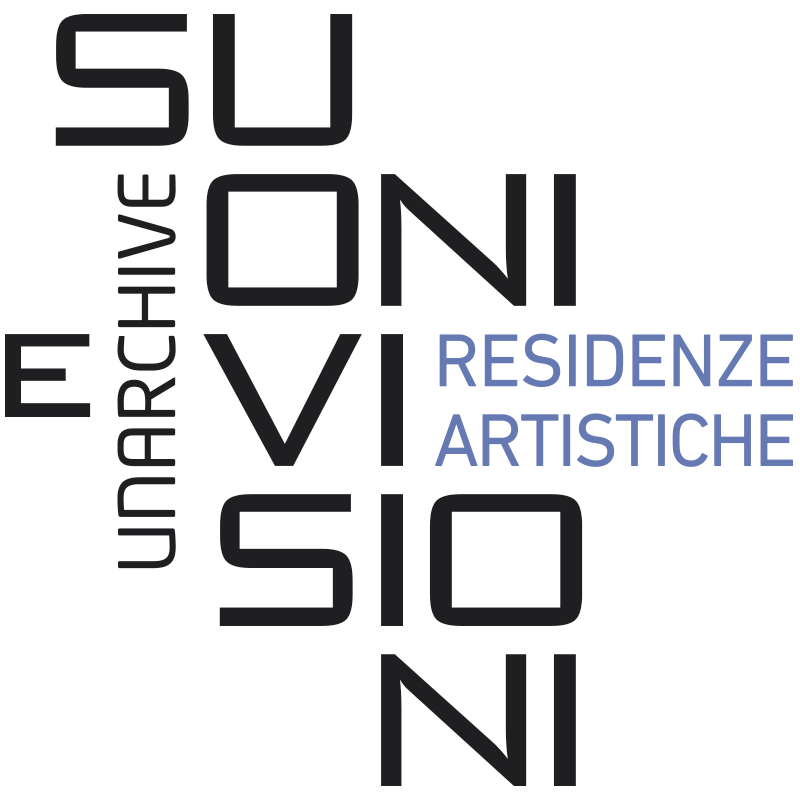 SU
ONI
E VI
SIO
NI
UNARCHIVE
RESIDENZE
ARTISTICHE